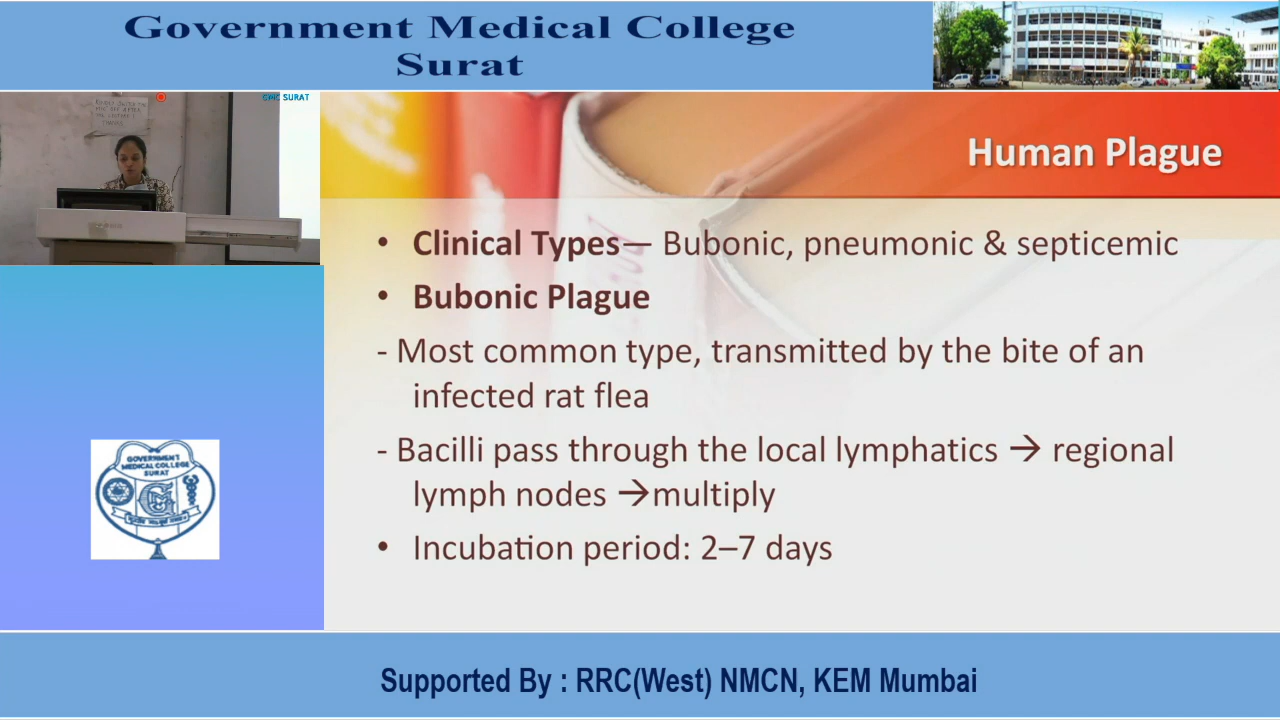 Government Medical College
Surat
GMC SURAT
Human Plague
• Clinical Types— Bubonic, pneumonic & septicemic
• Bubonic Plague
- Most common type, transmitted by the bite of an
infected rat flea
- Bacilli pass through the local lymphatics → regional
lymph nodes →multiply
• Incubation period: 2–7 days
GOVERNMENT
MEDICAL COLLEGE
SURAT
Supported By : RRC(West) NMCN, KEM Mumbai